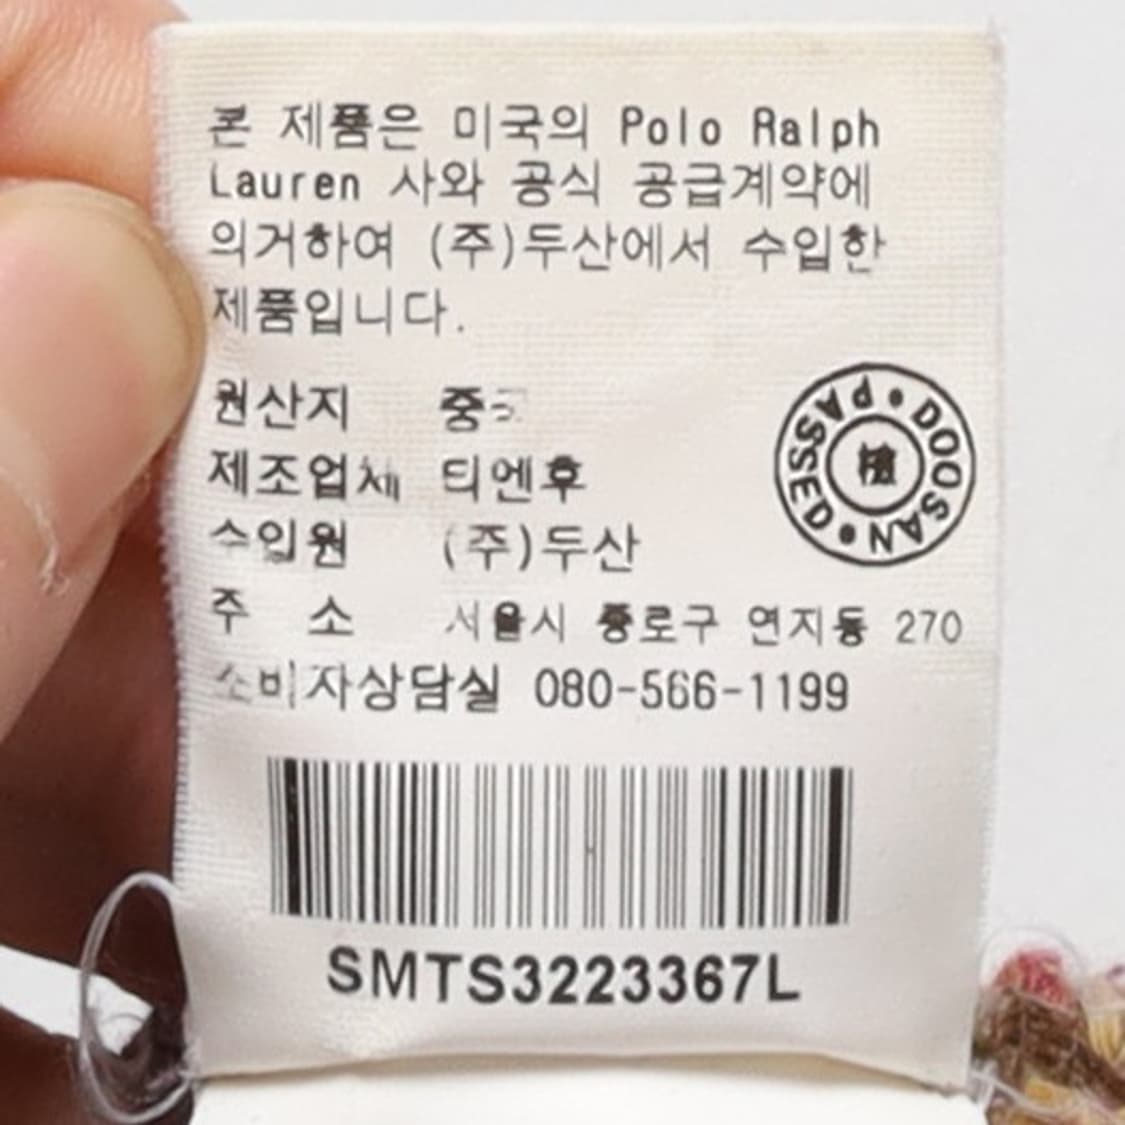 본 제품은 미국의 Polo Ralph
Lauren 사와 공식 공급계약에
의거하여 (주)두산에서 수입한
제품입니다.
원산지
제조업체 티엔후
수입원 (주)두산
주 소 서울시 종로구 연지동 270
소비자상담실 080-566-1199
PASSED • DOOSAN •
檢
SMTS3223367L